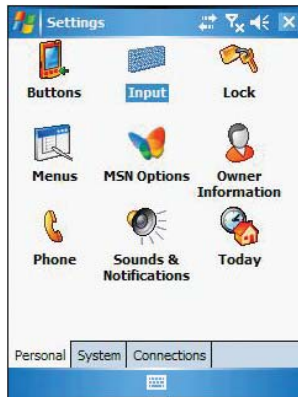 Settings
Buttons
Input
Lock
Menus
MSN Options
Owner
Information
Phone
Sounds &
Notifications
Today
Personal
System
Connections